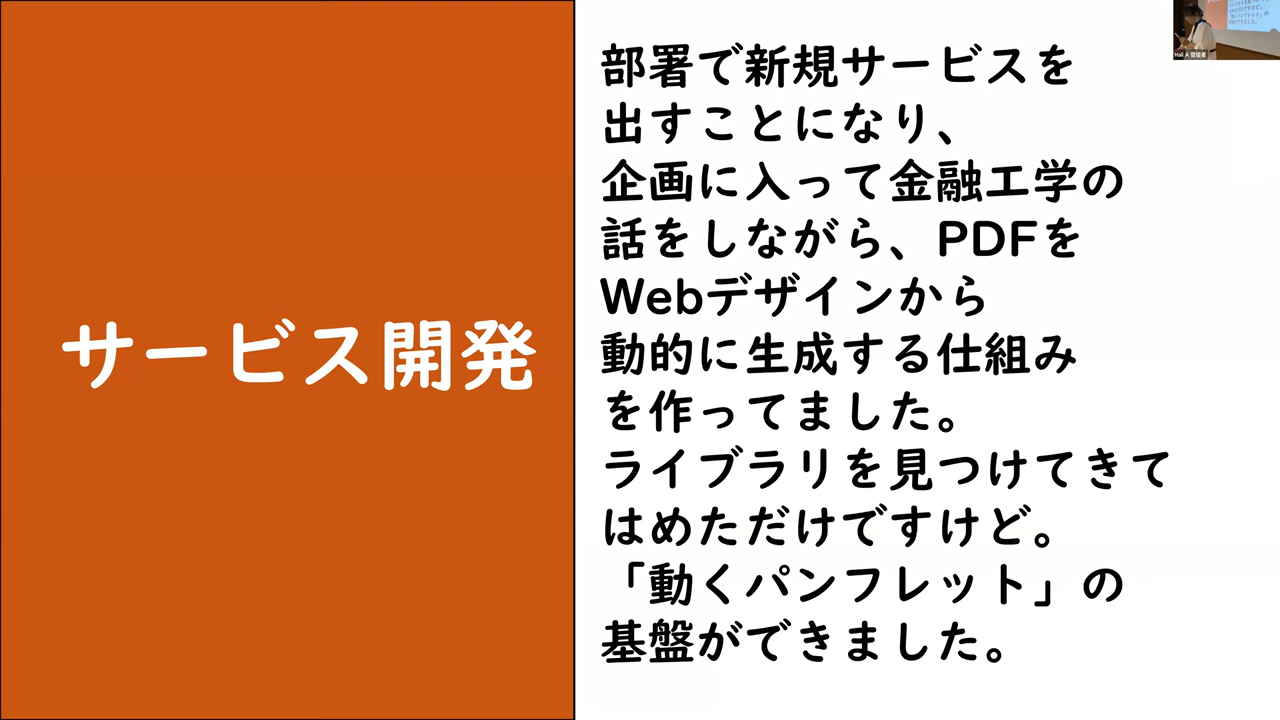 サービス開発
部署で新規サービスを
出すことになり、
企画に入って金融工学の
話をしながら、PDFを
Webデザインから
動的に生成する仕組み
を作ってました。
ライブラリを見つけてきて
はめただけですけど。
「動くパンフレット」の
基盤ができました。
Hall A 登壇者